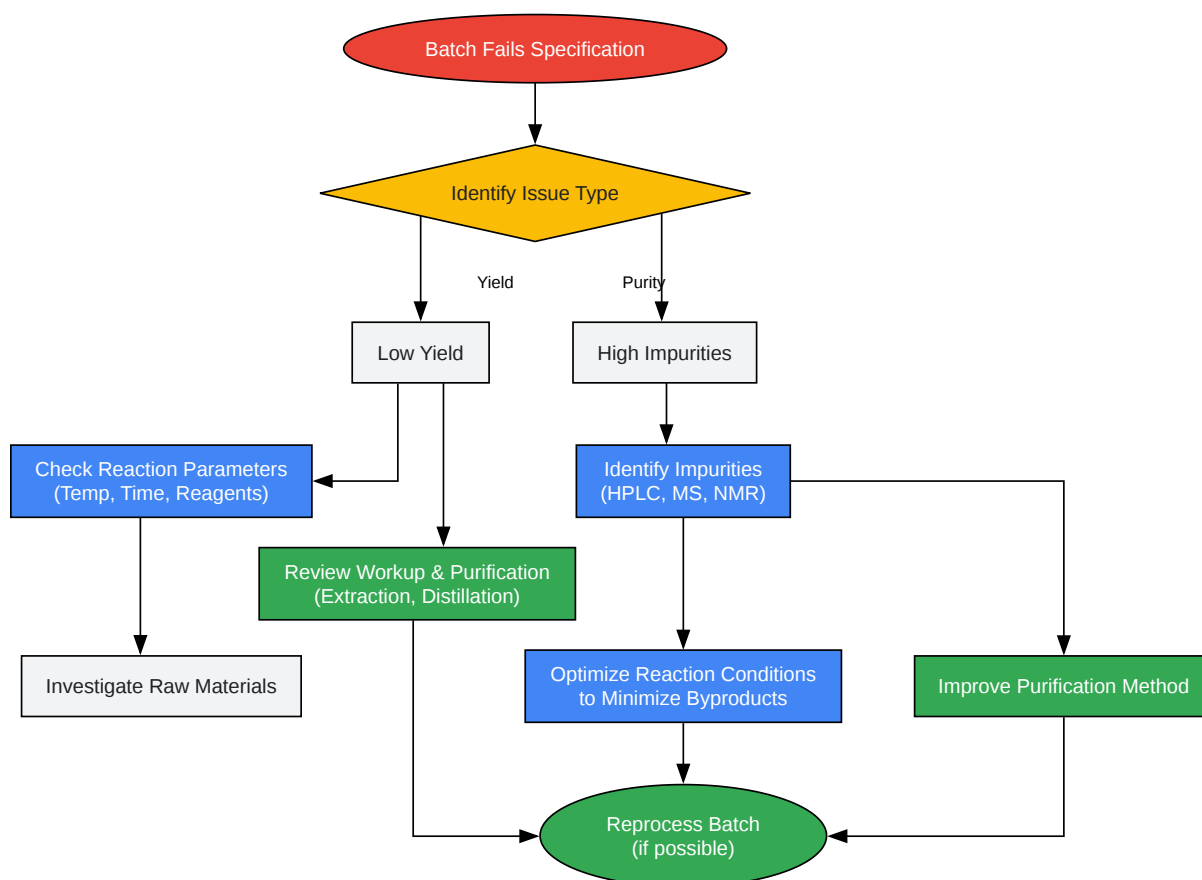 Batch Fails Specification
Identify Issue Type
Yield
Purity
Low Yield
High Impurities
Check Reaction Parameters
(Temp, Time, Reagents)
Identify Impurities
(HPLC, MS, NMR)
Review Workup & Purification
(Extraction, Distillation)
Investigate Raw Materials
Optimize Reaction Conditions
to Minimize Byproducts
Improve Purification Method
Reprocess Batch
(if possible)